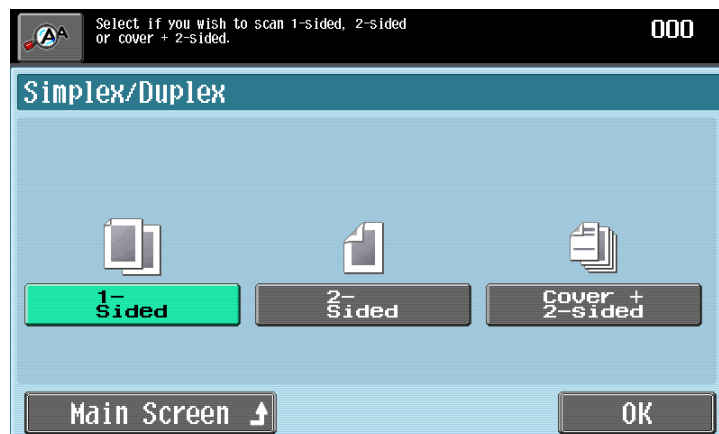 Select if you wish to scan 1-sided, 2-sided
or cover + 2-sided.
000
AA
Simplex/Duplex
1-
Sided
2-
Sided
Cover +
2-sided
Main Screen
OK